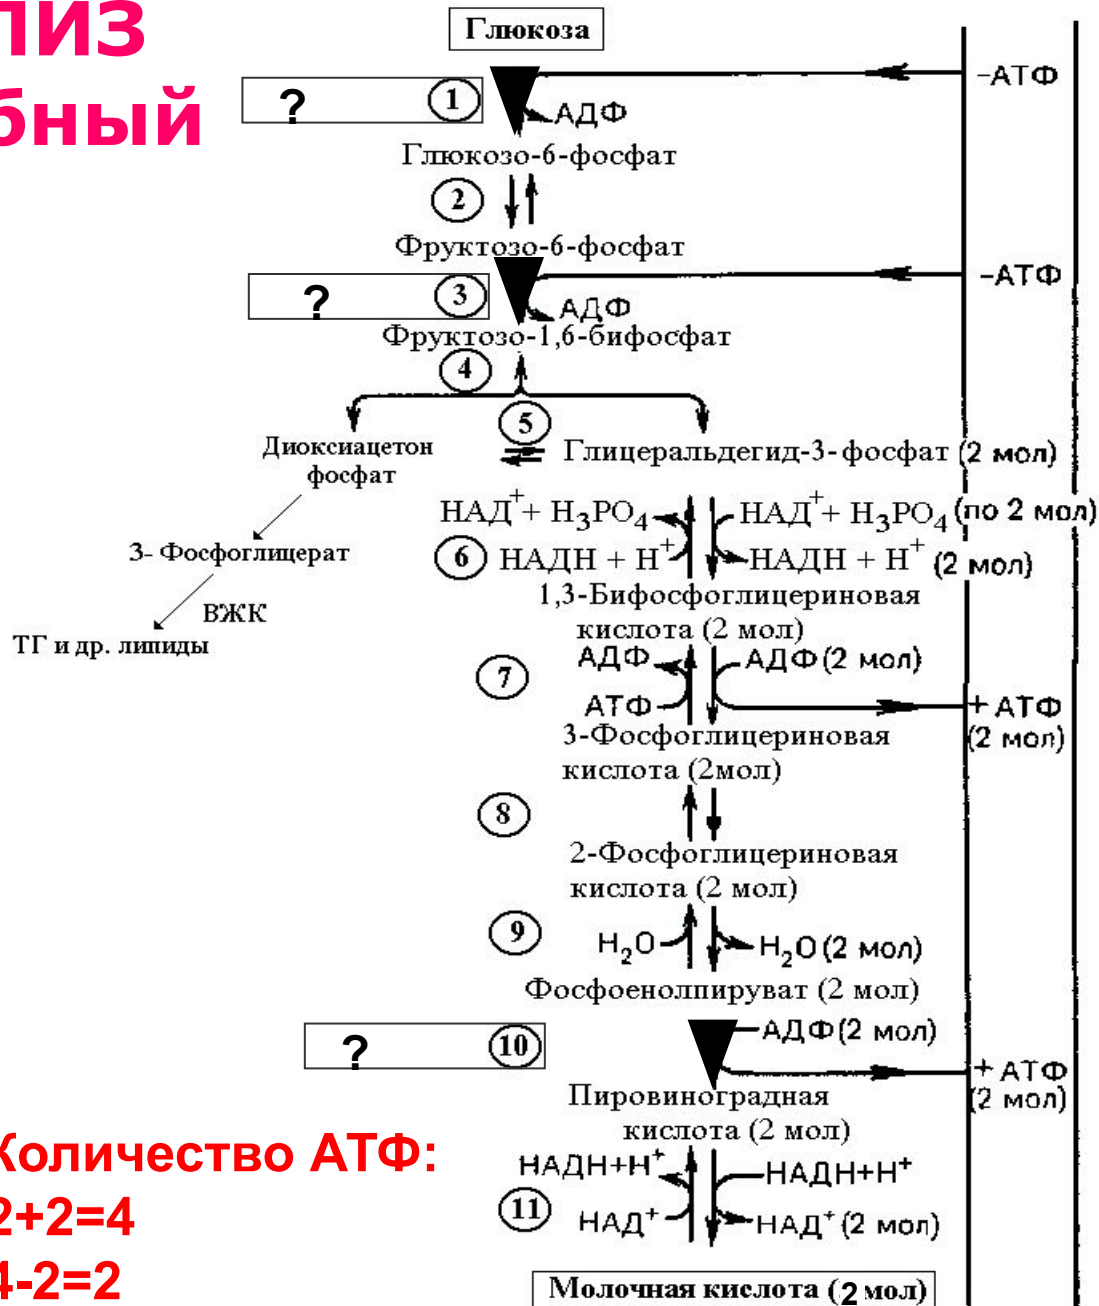 лиз
бный
Глюкоза
–АТФ
? 1
АДФ
Глюкозо-6-фосфат
2
Фруктозо-6-фосфат
–АТФ
? 3
АДФ
Фруктозо-1,6-бифосфат
4
5
Диоксиацетон
фосфат
Глицеральдегид-3-фосфат (2 мол)
НАД⁺+ H₃PO₄ НАД⁺+ H₃PO₄ (по 2 мол)
6 НАДН + Н⁺ НАДН + Н⁺ (2 мол)
3- Фосфоглицерат
ВЖК
ТГ и др. липиды
1,3-Бифосфоглицериновая
кислота (2 мол)
АДФ АДФ (2 мол)
7
АТФ + АТФ
(2 мол)
3-Фосфоглицериновая
кислота (2мол)
8
2-Фосфоглицериновая
кислота (2 мол)
9
H₂O H₂O (2 мол)
Фосфоенолпируват (2 мол)
? 10
АДФ (2 мол)
+ АТФ
(2 мол)
Пировиноградная
кислота (2 мол)
НАДН+Н⁺ НАДН+Н⁺
11
НАД⁺ НАД⁺ (2 мол)
Молочная кислота (2 мол)
Количество АТФ:
2+2=4
4-2=2